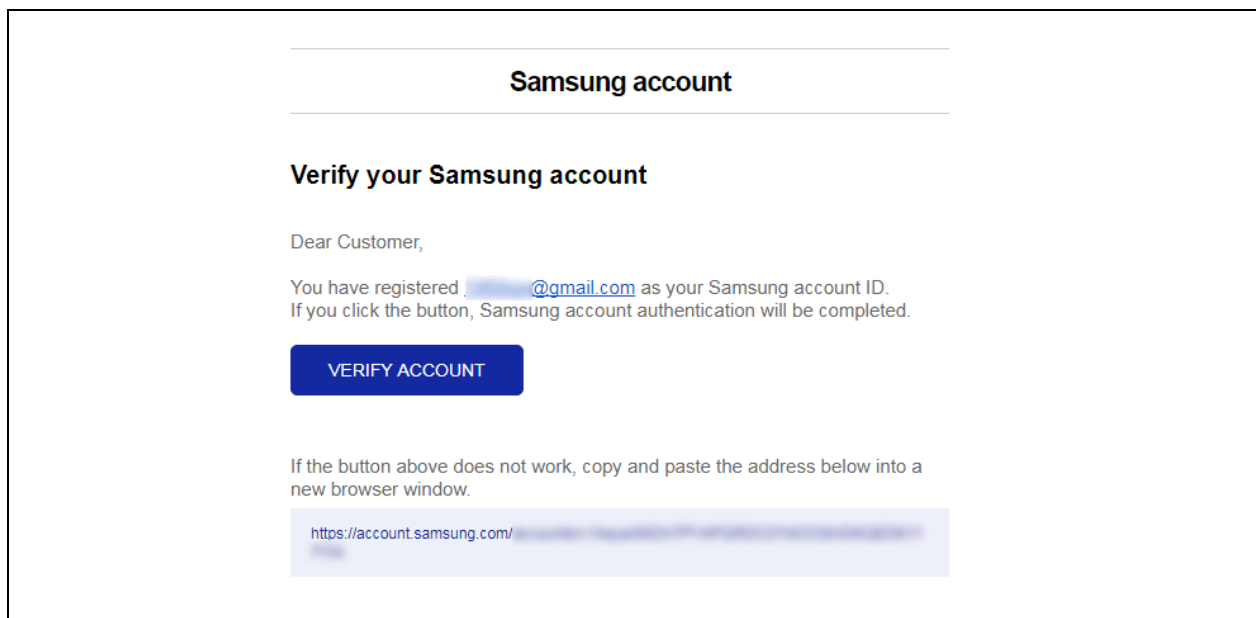 Samsung account
Verify your Samsung account
Dear Customer,
You have registered @gmail.com as your Samsung account ID.
If you click the button, Samsung account authentication will be completed.
VERIFY ACCOUNT
If the button above does not work, copy and paste the address below into a
new browser window.
https://account.samsung.com/